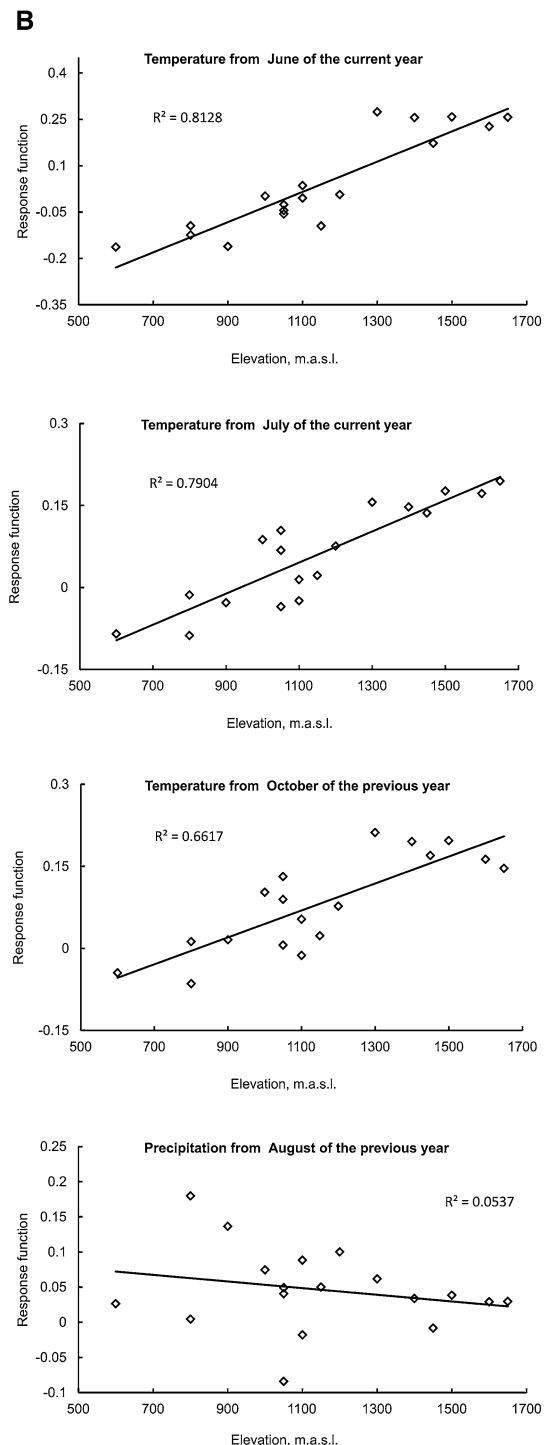 B
Temperature from June of the current year
0.4
R² = 0.8128
0.25
0.1
-0.05
-0.2
-0.35
Response function
500 700 900 1100 1300 1500 1700
Elevation, m.a.s.l.
Temperature from July of the current year
0.3
R² = 0.7904
0.15
0
-0.15
Response function
500 700 900 1100 1300 1500 1700
Elevation, m.a.s.l.
Temperature from October of the previous year
0.3
R² = 0.6617
0.15
0
-0.15
Response function
500 700 900 1100 1300 1500 1700
Elevation, m.a.s.l.
Precipitation from August of the previous year
0.25
0.2
R² = 0.0537
0.15
0.1
0.05
0
-0.05
-0.1
Response function
500 700 900 1100 1300 1500 1700
Elevation, m.a.s.l.